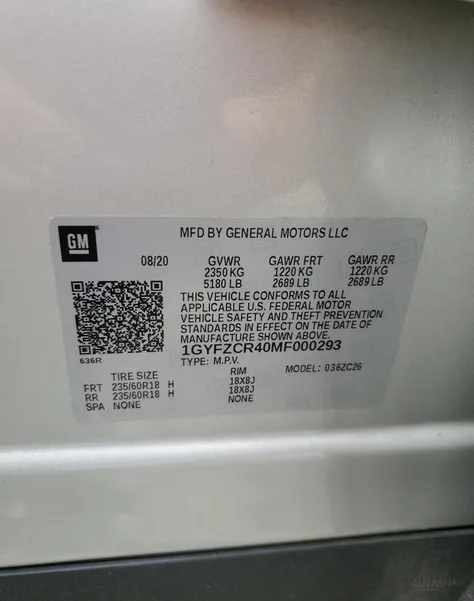 GM
MFD BY GENERAL MOTORS LLC
08/20 GVWR GAWR FRT GAWR RR
2350 KG 1220 KG 1220 KG
5180 LB 2689 LB 2689 LB
THIS VEHICLE CONFORMS TO ALL
APPLICABLE U.S. FEDERAL MOTOR
VEHICLE SAFETY AND THEFT PREVENTION
STANDARDS IN EFFECT ON THE DATE OF
MANUFACTURE SHOWN ABOVE.
1GYFZCR40MF000293
636R
TYPE: M.P.V. MODEL: 036ZC26
TIRE SIZE RIM
FRT 235/60R18 H 18X8J
RR 235/60R18 H 18X8J
SPA NONE NONE